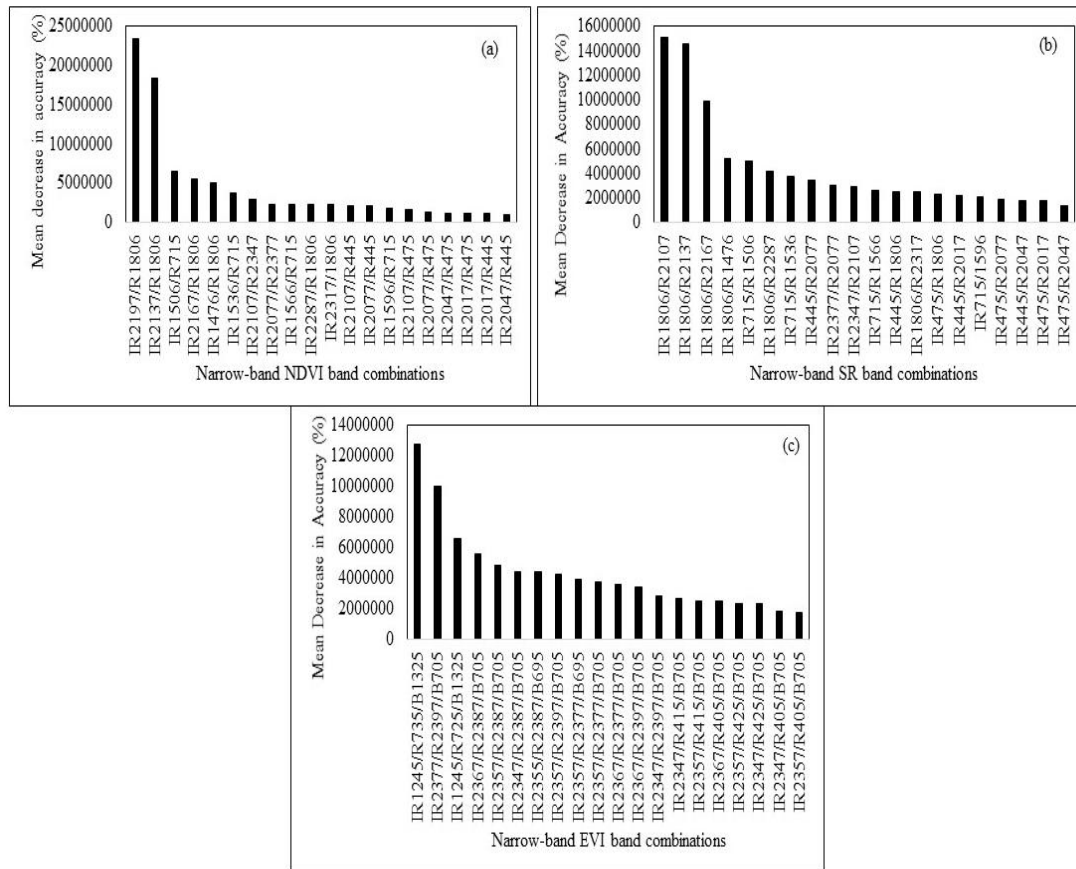 (a)
Mean decrease in accuracy (%)
25000000
20000000
15000000
10000000
5000000
0
IR2197/R1806
IR2137/R1806
IR1506/R715
IR2167/R1806
IR1476/R1806
IR1536/R715
IR2107/R2347
IR2077/R2377
IR1566/R715
IR2287/R1806
IR2317/1806
IR2107/R445
IR2077/R445
IR1596/R715
IR2107/R475
IR2077/R475
IR2047/R475
IR2017/R475
IR2017/R445
IR2047/R445
Narrow-band NDVI band combinations
(b)
Mean Decrease in Accuracy (%)
16000000
14000000
12000000
10000000
8000000
6000000
4000000
2000000
0
IR1806/R2107
IR1806/R2137
IR1806/R2167
IR1806/R1476
IR715/R1506
IR1806/R2287
IR715/R1536
IR445/R2077
IR2377/R2077
IR2347/R2107
IR715/R1566
IR445/R1806
IR1806/R2317
IR475/R1806
IR445/R2017
IR715/1596
IR475/R2077
IR445/R2047
IR475/R2017
IR475/R2047
Narrow-band SR band combinations
(c)
Mean Decrease in Accuracy (%)
14000000
12000000
10000000
8000000
6000000
4000000
2000000
0
IR1245/R735/B1325
IR2377/R2397/B705
IR1245/R725/B1325
IR2367/R2387/B705
IR2357/R2387/B705
IR2347/R2387/B705
IR2355/R2387/B695
IR2357/R2397/B705
IR2357/R2377/B695
IR2357/R2377/B705
IR2367/R2377/B705
IR2367/R2397/B705
IR2347/R2397/B705
IR2347/R415/B705
IR2357/R415/B705
IR2367/R405/B705
IR2357/R425/B705
IR2347/R425/B705
IR2347/R405/B705
IR2357/R405/B705
Narrow-band EVI band combinations